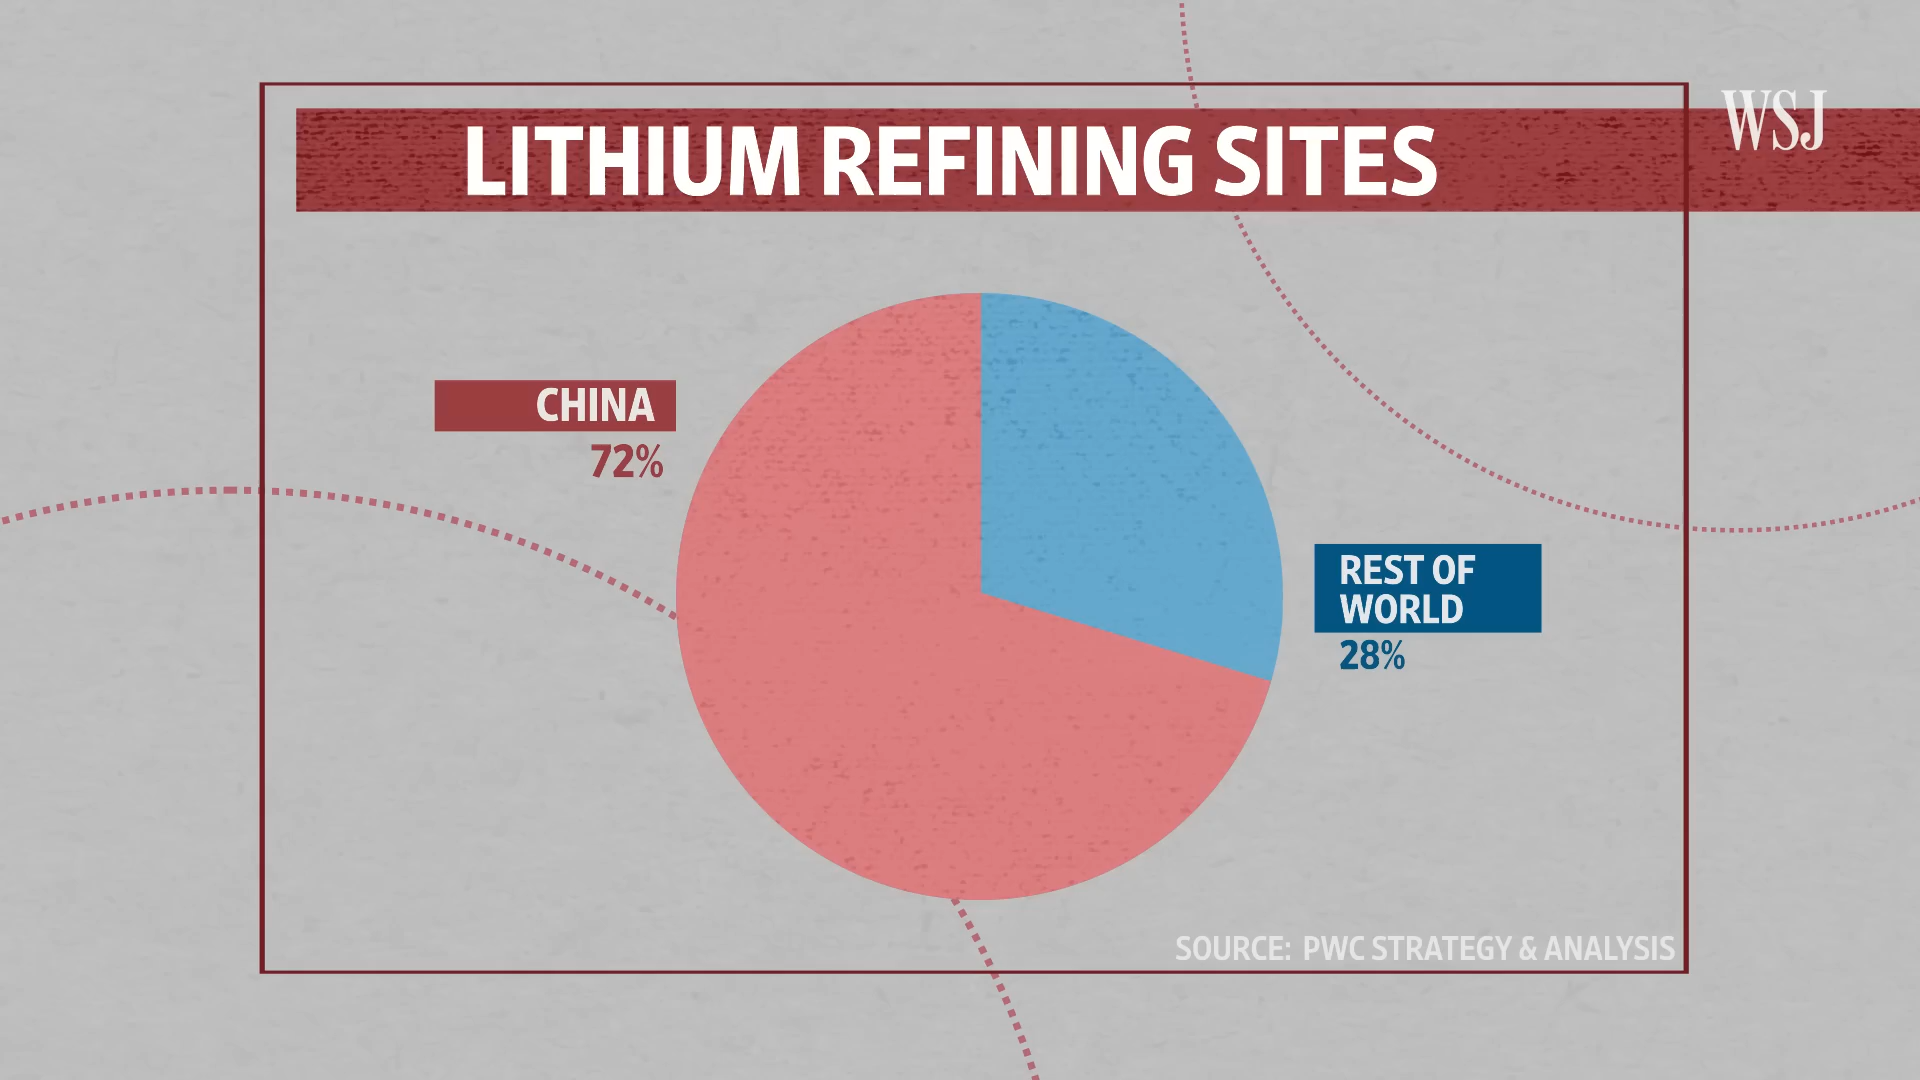 LITHIUM REFINING SITES
WSJ
CHINA
72%
REST OF
WORLD
28%
SOURCE: PWC STRATEGY & ANALYSIS